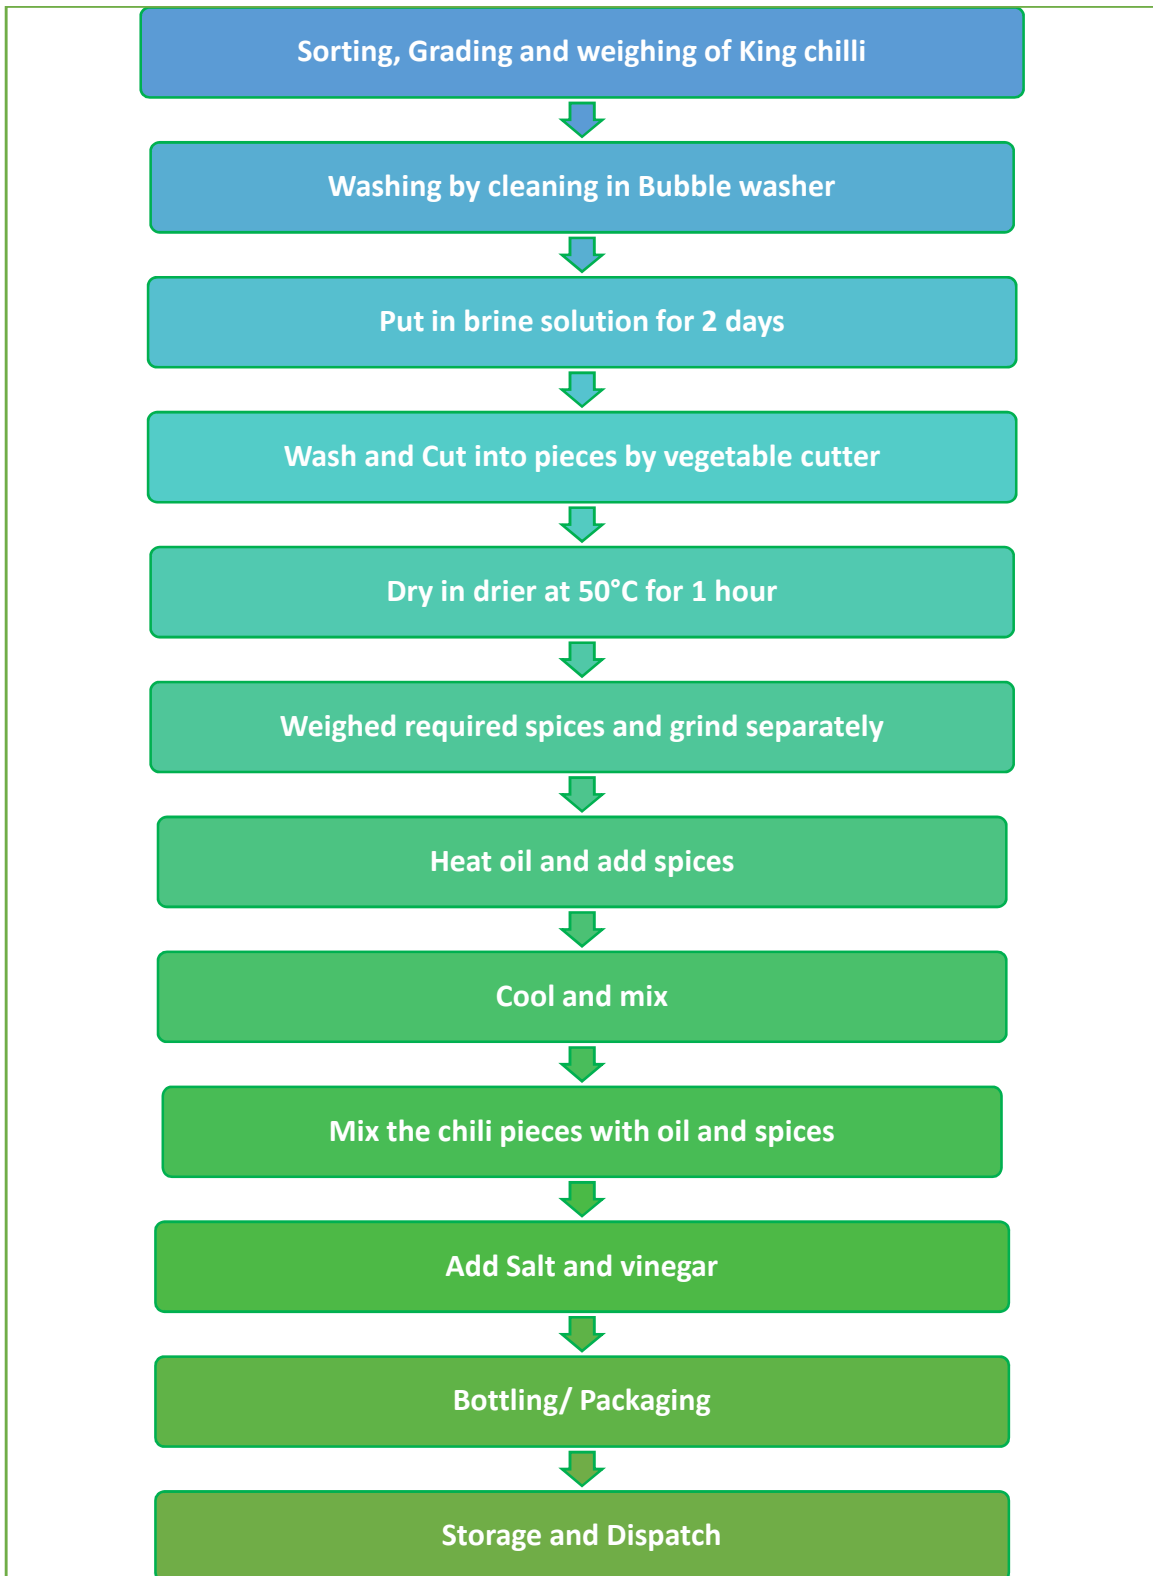 Sorting, Grading and weighing of King chilli
Washing by cleaning in Bubble washer
Put in brine solution for 2 days
Wash and Cut into pieces by vegetable cutter
Dry in drier at 50°C for 1 hour
Weighed required spices and grind separately
Heat oil and add spices
Cool and mix
Mix the chili pieces with oil and spices
Add Salt and vinegar
Bottling/ Packaging
Storage and Dispatch